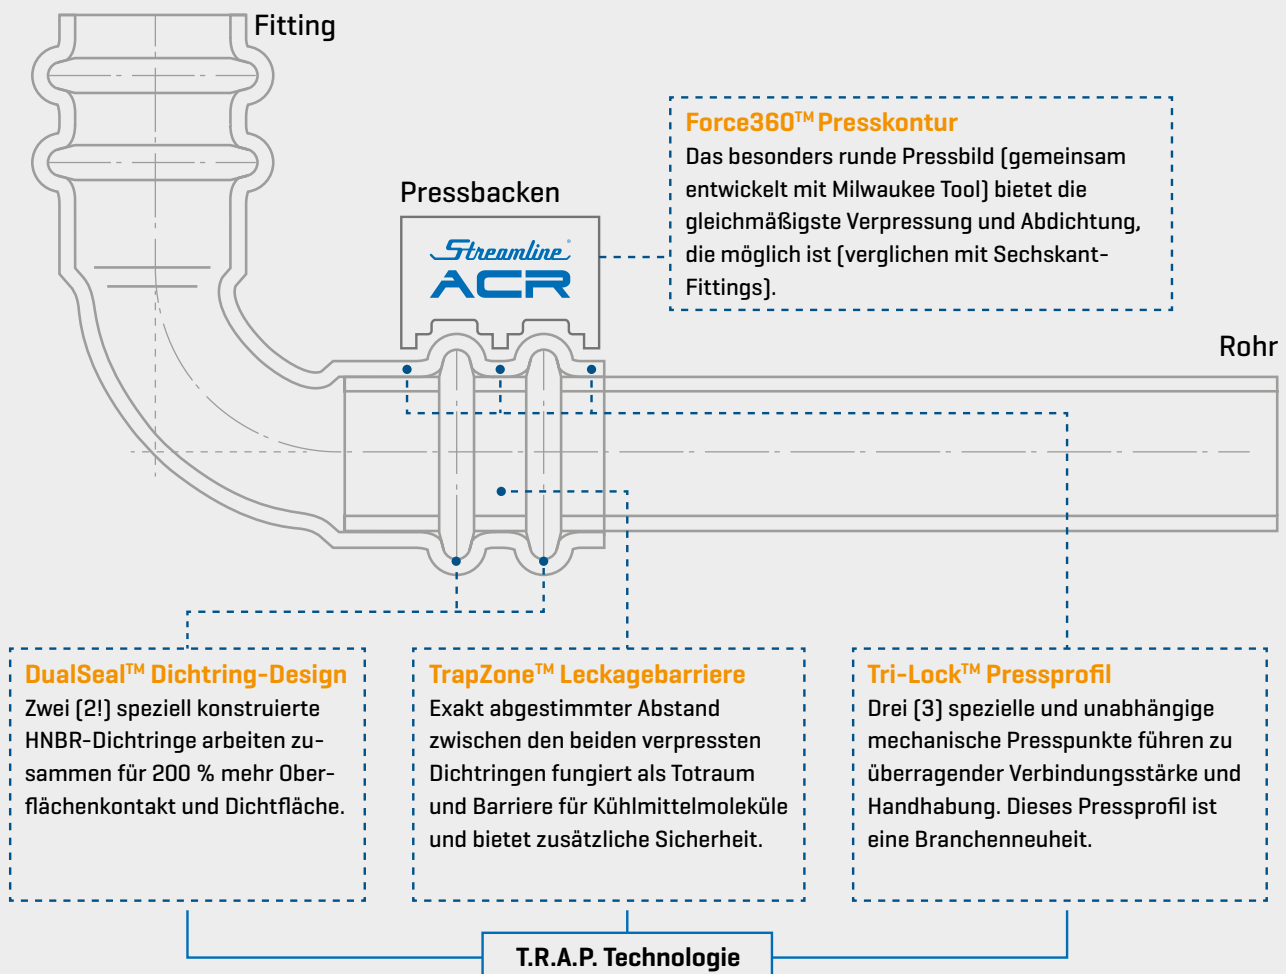 Fitting
Force360™ Presskontur
Das besonders runde Pressbild (gemeinsam
entwickelt mit Milwaukee Tool) bietet die
gleichmäßigste Verpressung und Abdichtung,
die möglich ist (verglichen mit Sechskant-
Fittings).
Pressbacken
Streamline®
ACR
Rohr
DualSeal™ Dichtring-Design
Zwei (2!) speziell konstruierte
HNBR-Dichtringe arbeiten zu-
sammen für 200 % mehr Ober-
flächenkontakt und Dichtfläche.
TrapZone™ Leckagebarriere
Exakt abgestimmter Abstand
zwischen den beiden verpressten
Dichtringen fungiert als Totraum
und Barriere für Kühlmittelmoleküle
und bietet zusätzliche Sicherheit.
Tri-Lock™ Pressprofil
Drei (3) spezielle und unabhängige
mechanische Presspunkte führen zu
überragender Verbindungsstärke und
Handhabung. Dieses Pressprofil ist
eine Branchenneuheit.
T.R.A.P. Technologie